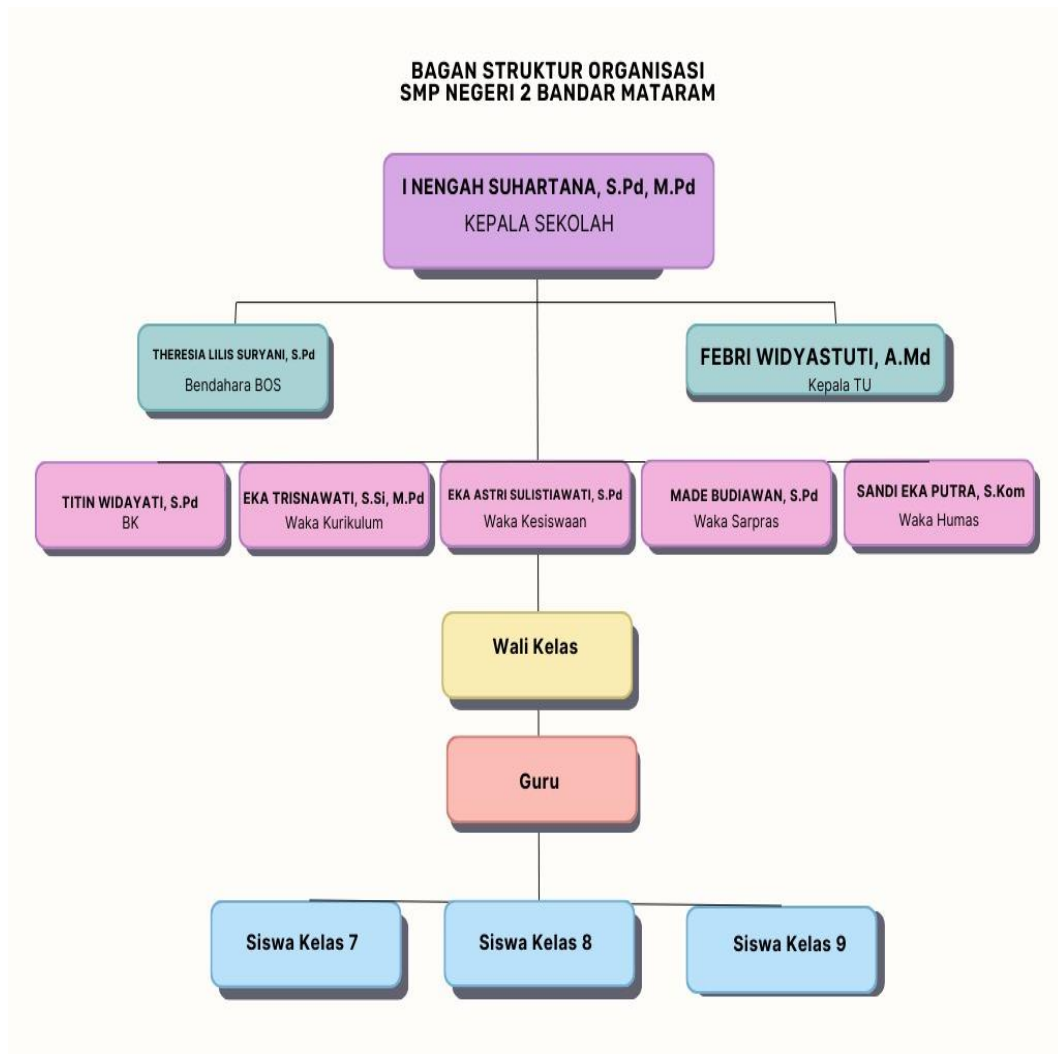 BAGAN STRUKTUR ORGANISASI
SMP NEGERI 2 BANDAR MATARAM
I NENGAH SUHARTANA, S.Pd, M.Pd
KEPALA SEKOLAH
THERESIA LILIS SURYANI, S.Pd
Bendahara BOS
FEBRI WIDYASTUTI, A.Md
Kepala TU
TITIN WIDAYATI, S.Pd
BK
EKA TRISNAWATI, S.Si, M.Pd
Waka Kurikulum
EKA ASTRI SULISTIAWATI, S.Pd
Waka Kesiswaan
MADE BUDIAWAN, S.Pd
Waka Sarpras
SANDI EKA PUTRA, S.Kom
Waka Humas
Wali Kelas
Guru
Siswa Kelas 7
Siswa Kelas 8
Siswa Kelas 9